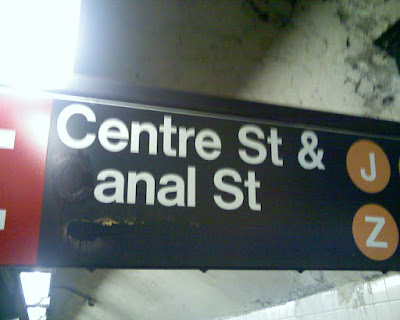 Centre St &
anal St
J
Z